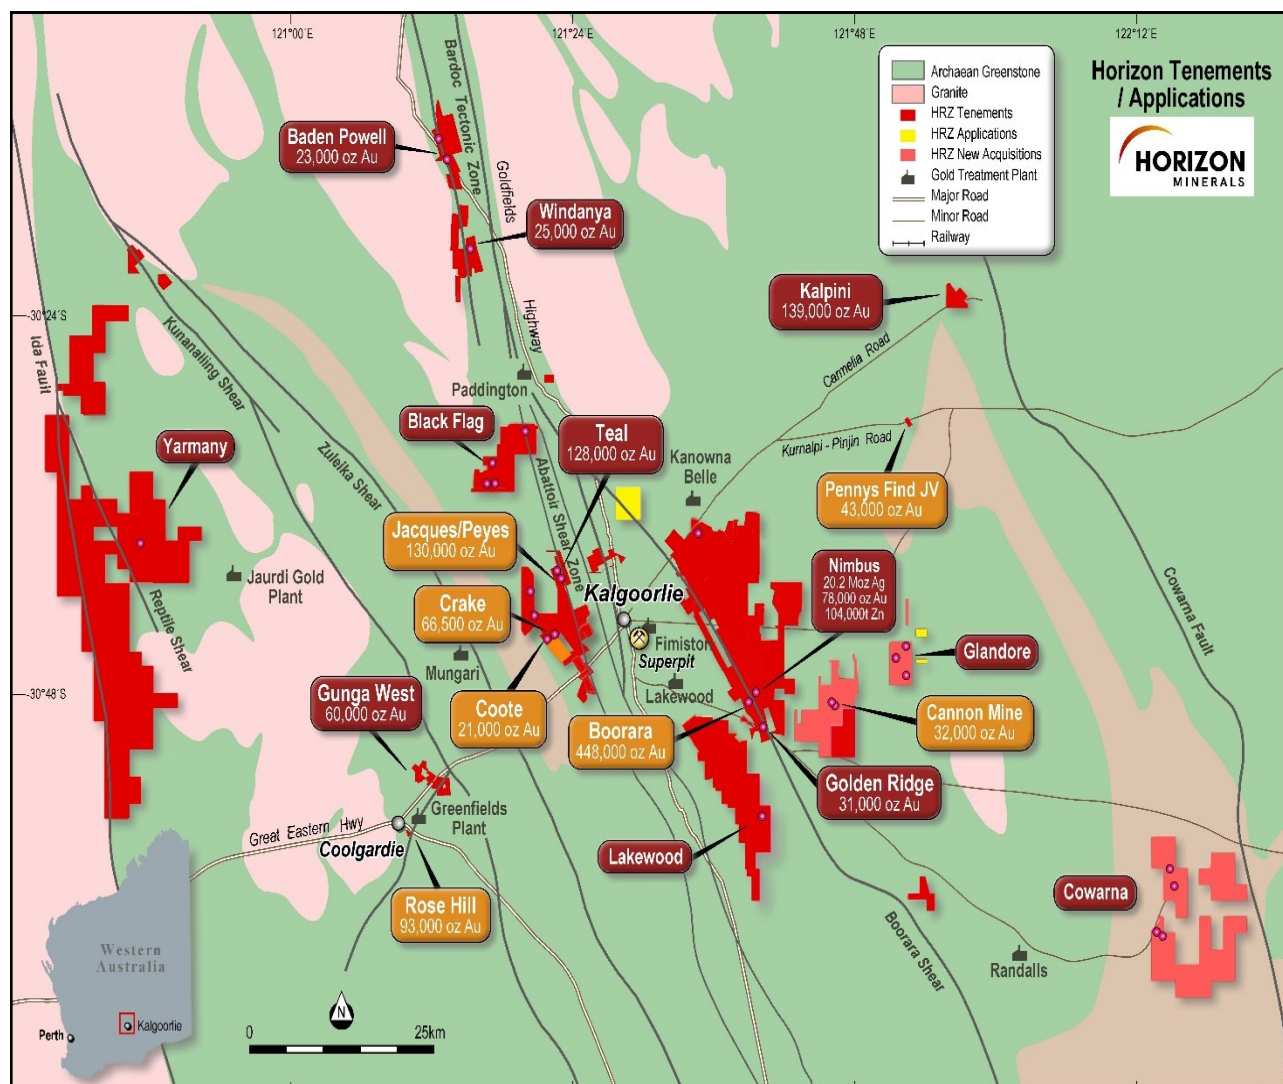 121°00´E
121°24´E
121°48´E
122°12´E
-30°24´S
-30°48´S
Horizon Tenements
/ Applications
HORIZON
MINERALS
Archaean Greenstone
Granite
HRZ Tenements
HRZ Applications
HRZ New Acquisitions
Gold Treatment Plant
Major Road
Minor Road
Railway
Bardoc Tectonic Zone
Goldfields
Highway
Baden Powell
23,000 oz Au
Windanya
25,000 oz Au
Kalpini
139,000 oz Au
Carmelia Road
Ida Fault
Kunanalling Shear
Zuleika Shear
Reptile Shear
Paddington
Black Flag
Yarmany
Teal
128,000 oz Au
Abattoir Shear Zone
Kanowna
Belle
Kurnalpi - Pinjin Road
Pennys Find JV
43,000 oz Au
Jacques/Peyes
130,000 oz Au
Jaurdi Gold
Plant
Nimbus
20.2 Moz Ag
78,000 oz Au
104,000t Zn
Cowarna Fault
Crake
66,500 oz Au
Kalgoorlie
Fimiston
Superpit
Lakewood
Glandore
Mungari
Gunga West
60,000 oz Au
Coote
21,000 oz Au
Boorara
448,000 oz Au
Cannon Mine
32,000 oz Au
Golden Ridge
31,000 oz Au
Greenfields
Plant
Great Eastern Hwy
Coolgardie
Lakewood
Rose Hill
93,000 oz Au
Cowarna
Boorara Shear
Randalls
Western
Australia
Perth
Kalgoorlie
N
0
25km